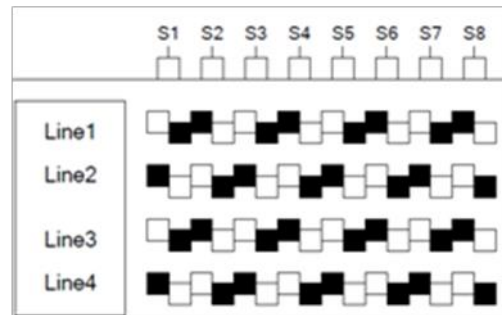 S1 S2 S3 S4 S5 S6 S7 S8
Line1
Line2
Line3
Line4